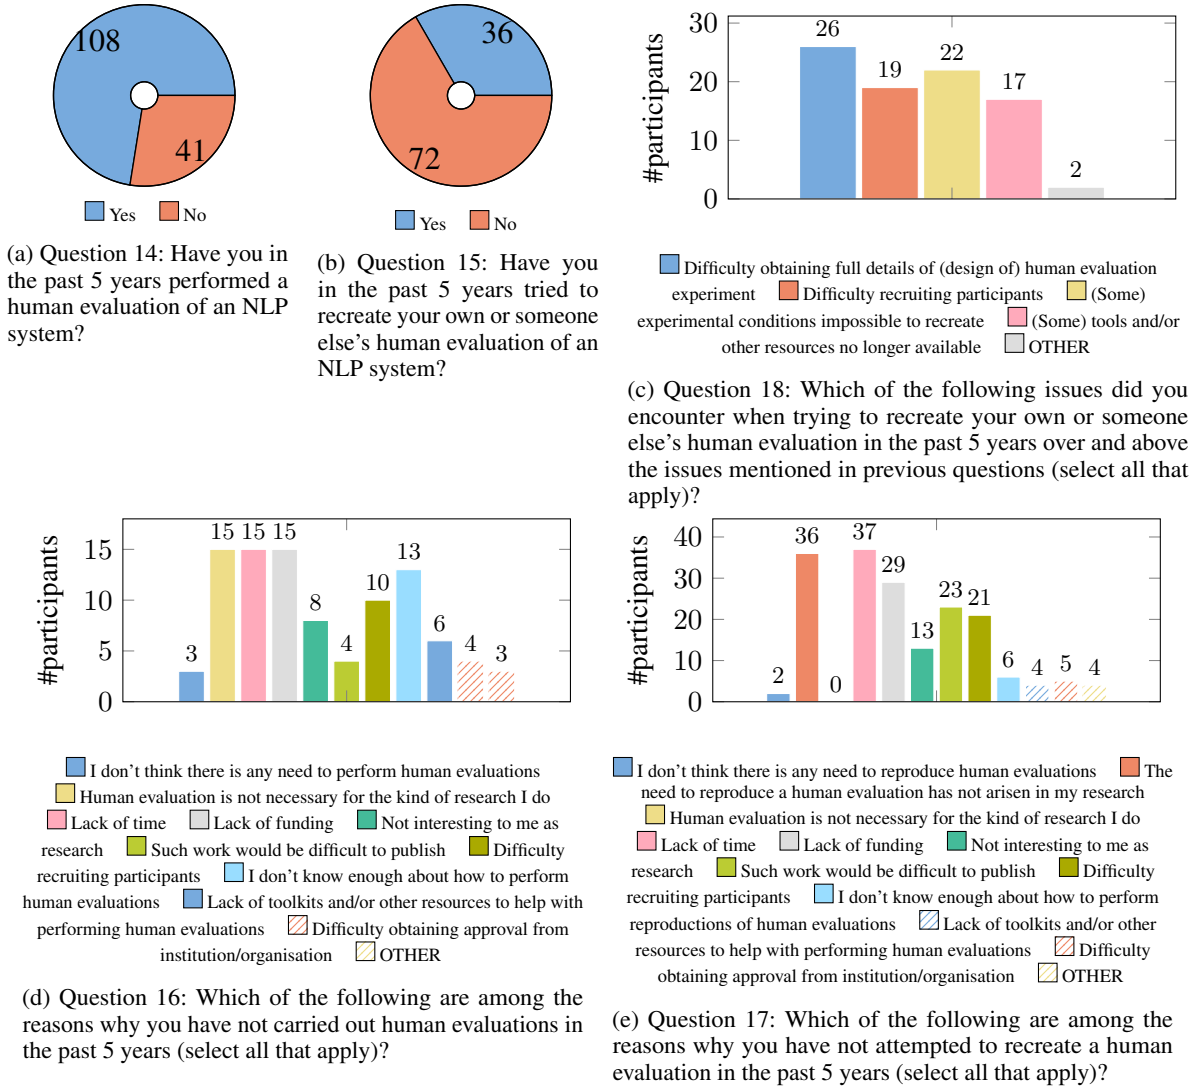 108
41
Yes No
(a) Question 14: Have you in
the past 5 years performed a
human evaluation of an NLP
system?
36
72
Yes No
(b) Question 15: Have you
in the past 5 years tried to
recreate your own or someone
else's human evaluation of an
NLP system?
#participants
30
20
10
0
26
19
22
17
2
Difficulty obtaining full details of (design of) human evaluation
experiment Difficulty recruiting participants (Some)
experimental conditions impossible to recreate (Some) tools and/or
other resources no longer available OTHER
(c) Question 18: Which of the following issues did you
encounter when trying to recreate your own or someone
else's human evaluation in the past 5 years over and above
the issues mentioned in previous questions (select all that
apply)?
#participants
15
10
5
0
3
15 15 15
8
4
10
13
6
4
3
I don't think there is any need to perform human evaluations
Human evaluation is not necessary for the kind of research I do
Lack of time Lack of funding Not interesting to me as
research Such work would be difficult to publish Difficulty
recruiting participants I don't know enough about how to perform
human evaluations Lack of toolkits and/or other resources to help with
performing human evaluations Difficulty obtaining approval from
institution/organisation OTHER
(d) Question 16: Which of the following are among the
reasons why you have not carried out human evaluations in
the past 5 years (select all that apply)?
#participants
40
30
20
10
0
2
36
0
37
29
13
23
21
6
4
5
4
I don't think there is any need to reproduce human evaluations The
need to reproduce a human evaluation has not arisen in my research
Human evaluation is not necessary for the kind of research I do
Lack of time Lack of funding Not interesting to me as
research Such work would be difficult to publish Difficulty
recruiting participants I don't know enough about how to perform
reproductions of human evaluations Lack of toolkits and/or other
resources to help with performing human evaluations Difficulty
obtaining approval from institution/organisation OTHER
(e) Question 17: Which of the following are among the
reasons why you have not attempted to recreate a human
evaluation in the past 5 years (select all that apply)?